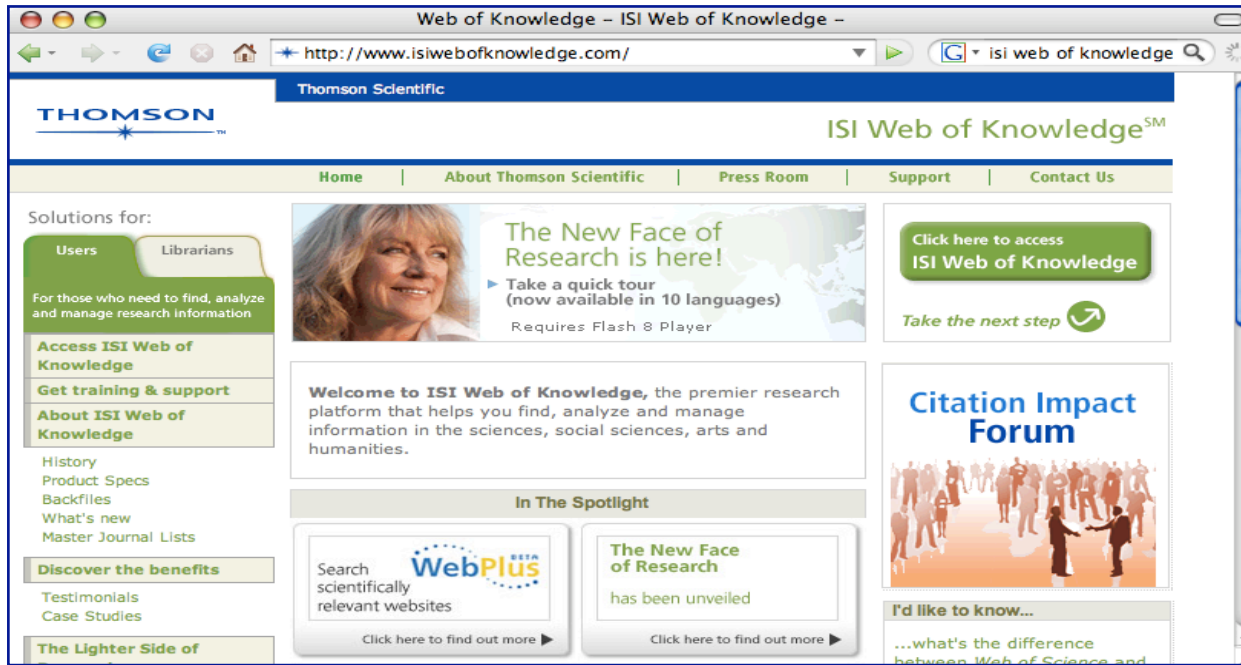 Web of Knowledge – ISI Web of Knowledge –
http://www.isiwebofknowledge.com/
G
isi web of knowledge
Thomson Scientific
THOMSON
TM
ISI Web of Knowledge℠
Home | About Thomson Scientific | Press Room | Support | Contact Us
Solutions for:
Users
Librarians
For those who need to find, analyze
and manage research information
Access ISI Web of
Knowledge
Get training & support
About ISI Web of
Knowledge
History
Product Specs
Backfiles
What's new
Master Journal Lists
Discover the benefits
Testimonials
Case Studies
The Lighter Side of
The New Face of
Research is here!
Take a quick tour
(now available in 10 languages)
Requires Flash 8 Player
Welcome to ISI Web of Knowledge, the premier research
platform that helps you find, analyze and manage
information in the sciences, social sciences, arts and
humanities.
In The Spotlight
Search
scientifically
relevant websites
WebPlus
BETA
Click here to find out more
The New Face
of Research
has been unveiled
Click here to find out more
Click here to access
ISI Web of Knowledge
Take the next step
Citation Impact
Forum
I'd like to know...
...what's the difference
between Web of Science and